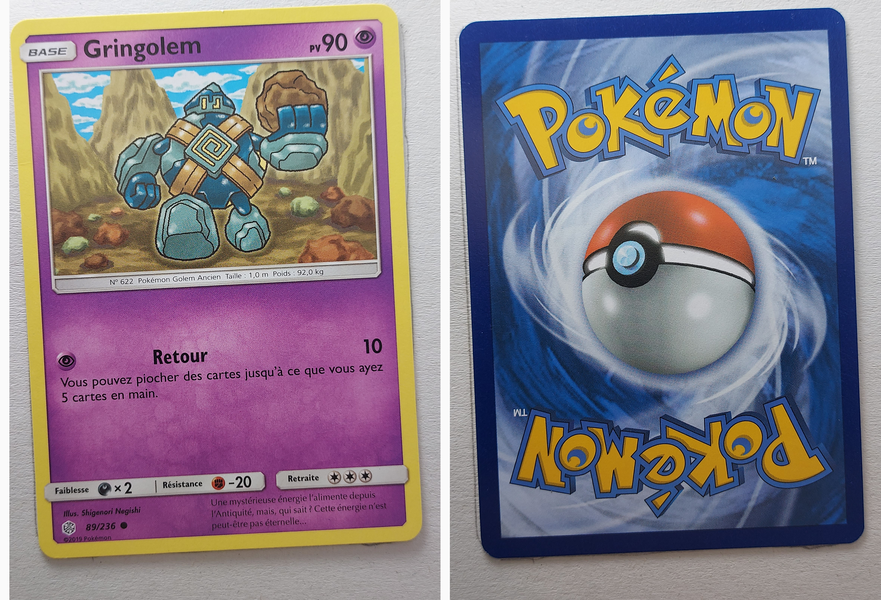 BASE Gringolem PV90
N° 622 Pokémon Golem Ancien Taille : 1,0 m Poids : 92,0 kg
Retour 10
Vous pouvez piocher des cartes jusqu'à ce que vous ayez
5 cartes en main.
Faiblesse ×2 Résistance -20 Retraite
Illus. Shigenori Negishi
89/236
©2019 Pokémon
Une mystérieuse énergie l'alimente depuis
l'Antiquité, mais, qui sait ? Cette énergie n'est
peut-être pas éternelle...
POKéMON
TM
POKéMON
TM